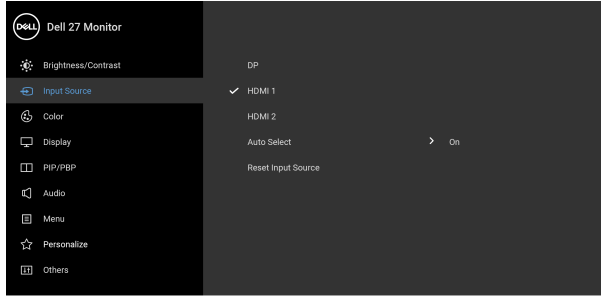 DELL
Dell 27 Monitor
Brightness/Contrast
Input Source
Color
Display
PIP/PBP
Audio
Menu
Personalize
Others
DP
HDMI 1
HDMI 2
Auto Select On
Reset Input Source